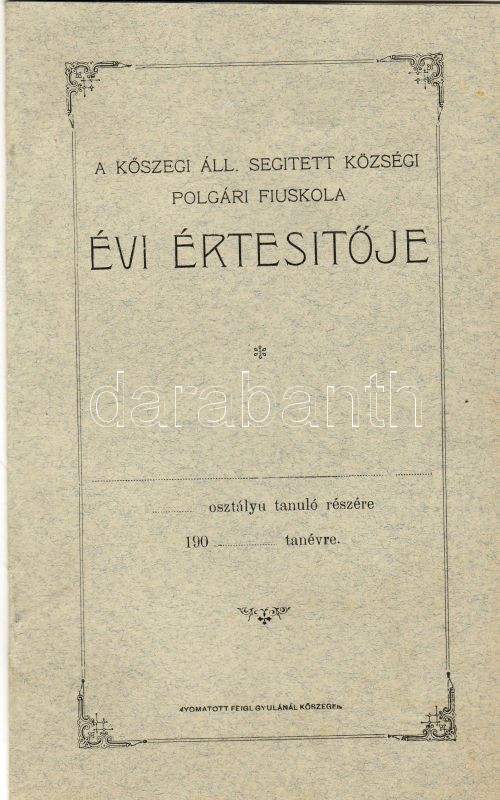 A KŐSZEGI ÁLL. SEGITETT KÖZSÉGI
POLGÁRI FIUSKOLA
ÉVI ÉRTESITŐJE
darabanth
osztályu tanuló részére
190 tanévre.
NYOMATOTT FEIGL GYULÁNÁL KŐSZEGEN.